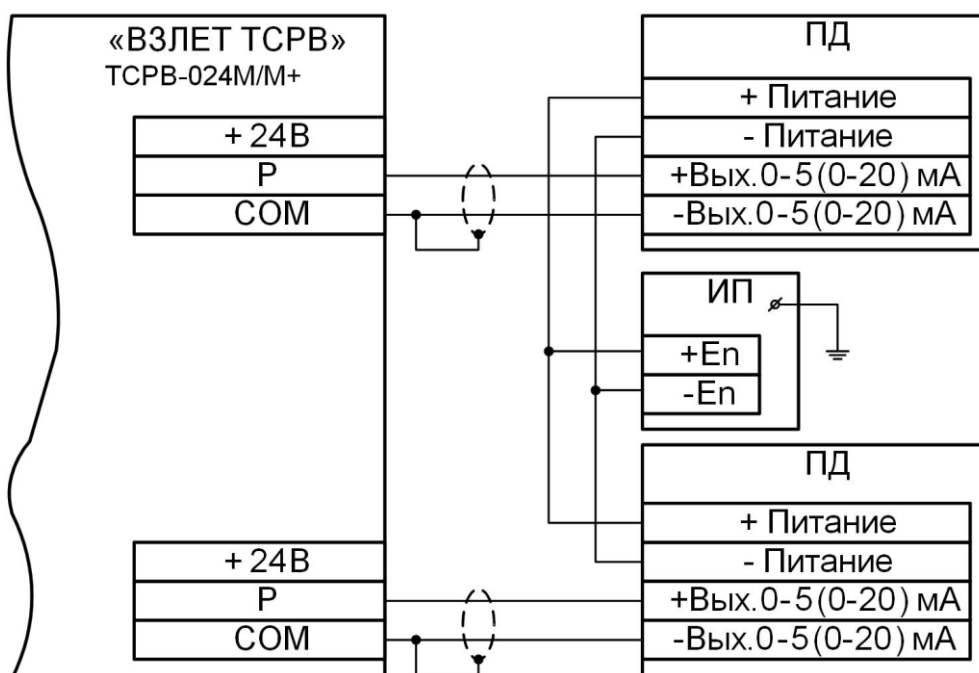 «ВЗЛЕТ ТСРВ»
ТСРВ-024М/М+
+ 24В
Р
СОМ
ПД
+ Питание
- Питание
+Вых.0-5(0-20) мА
-Вых.0-5(0-20) мА
ИП
+Еп
-Еп
ПД
+ Питание
- Питание
+Вых.0-5(0-20) мА
-Вых.0-5(0-20) мА
+ 24В
Р
СОМ